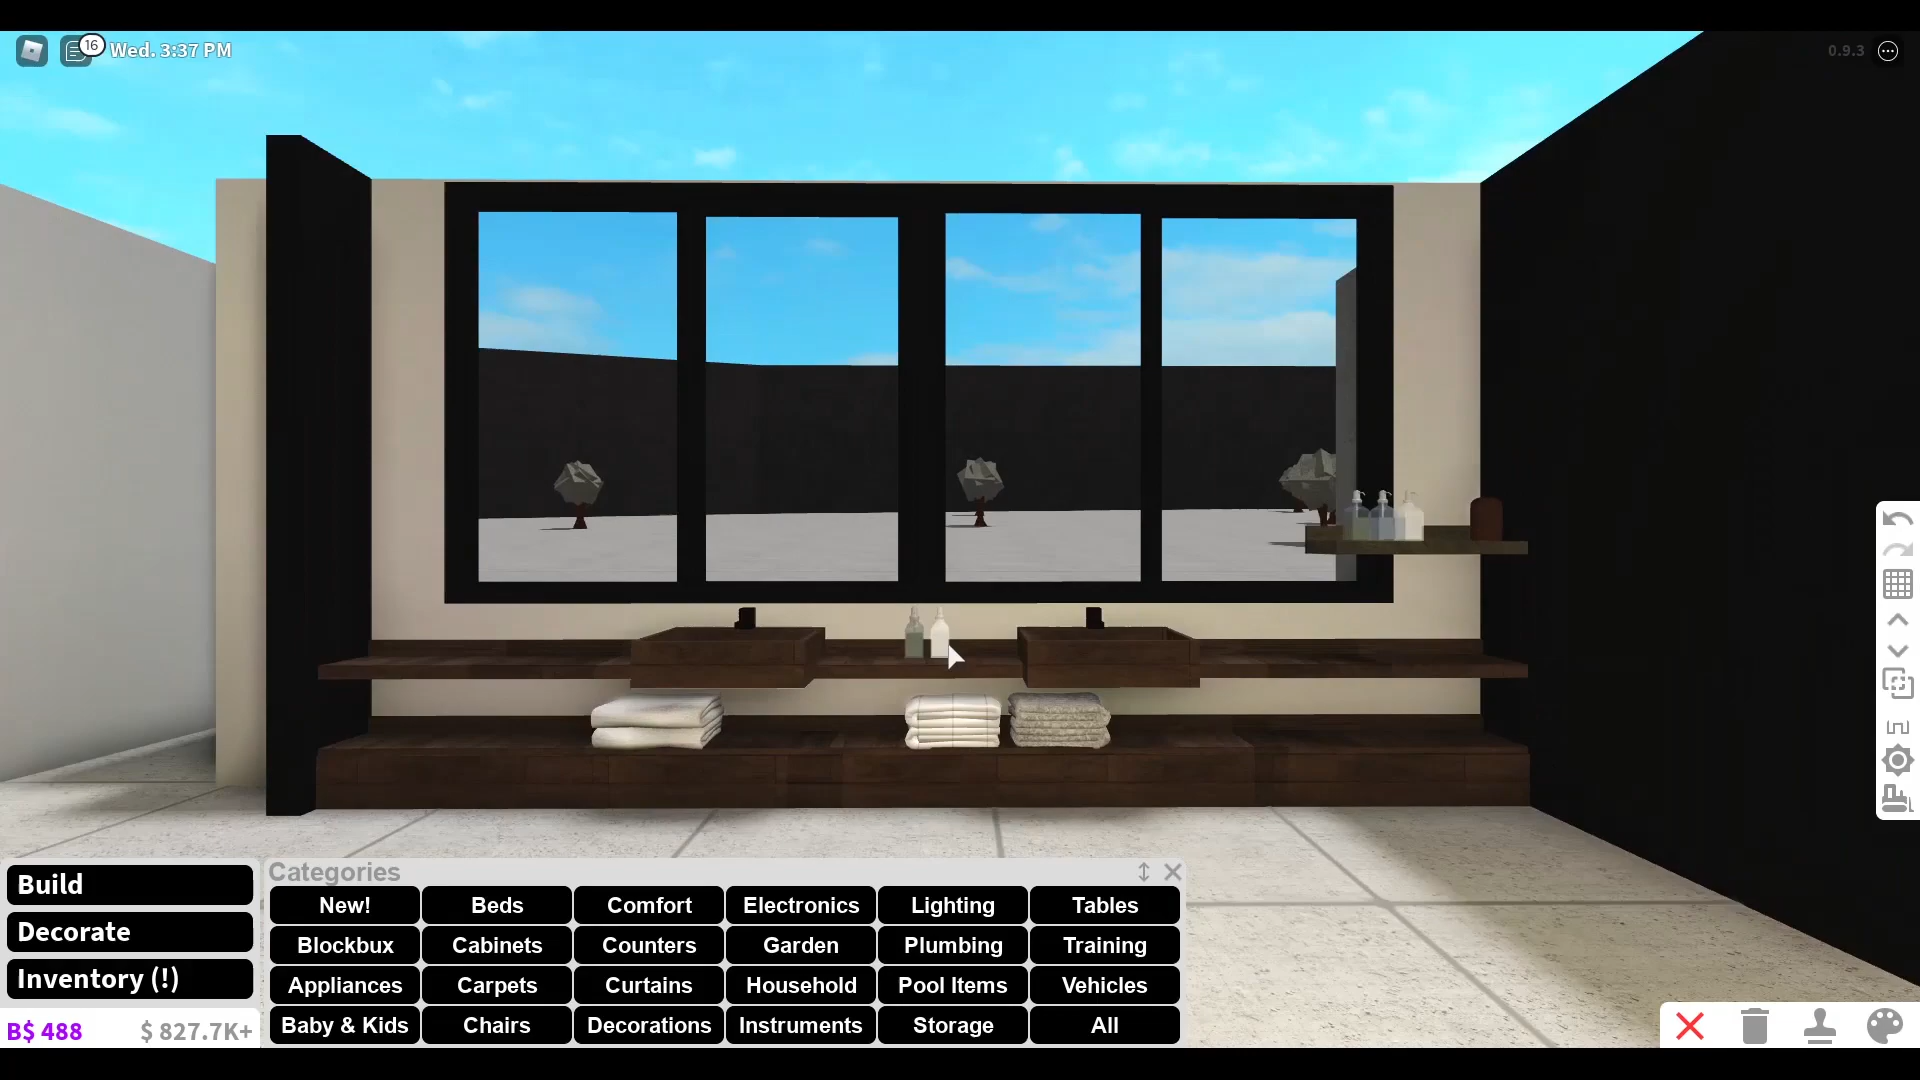 16
Wed. 3:37 PM
0.9.3
Build
Decorate
Inventory (!)
B$ 488
$ 827.7K+
Categories
New!
Beds
Comfort
Electronics
Lighting
Tables
Blockbux
Cabinets
Counters
Garden
Plumbing
Training
Appliances
Carpets
Curtains
Household
Pool Items
Vehicles
Baby & Kids
Chairs
Decorations
Instruments
Storage
All